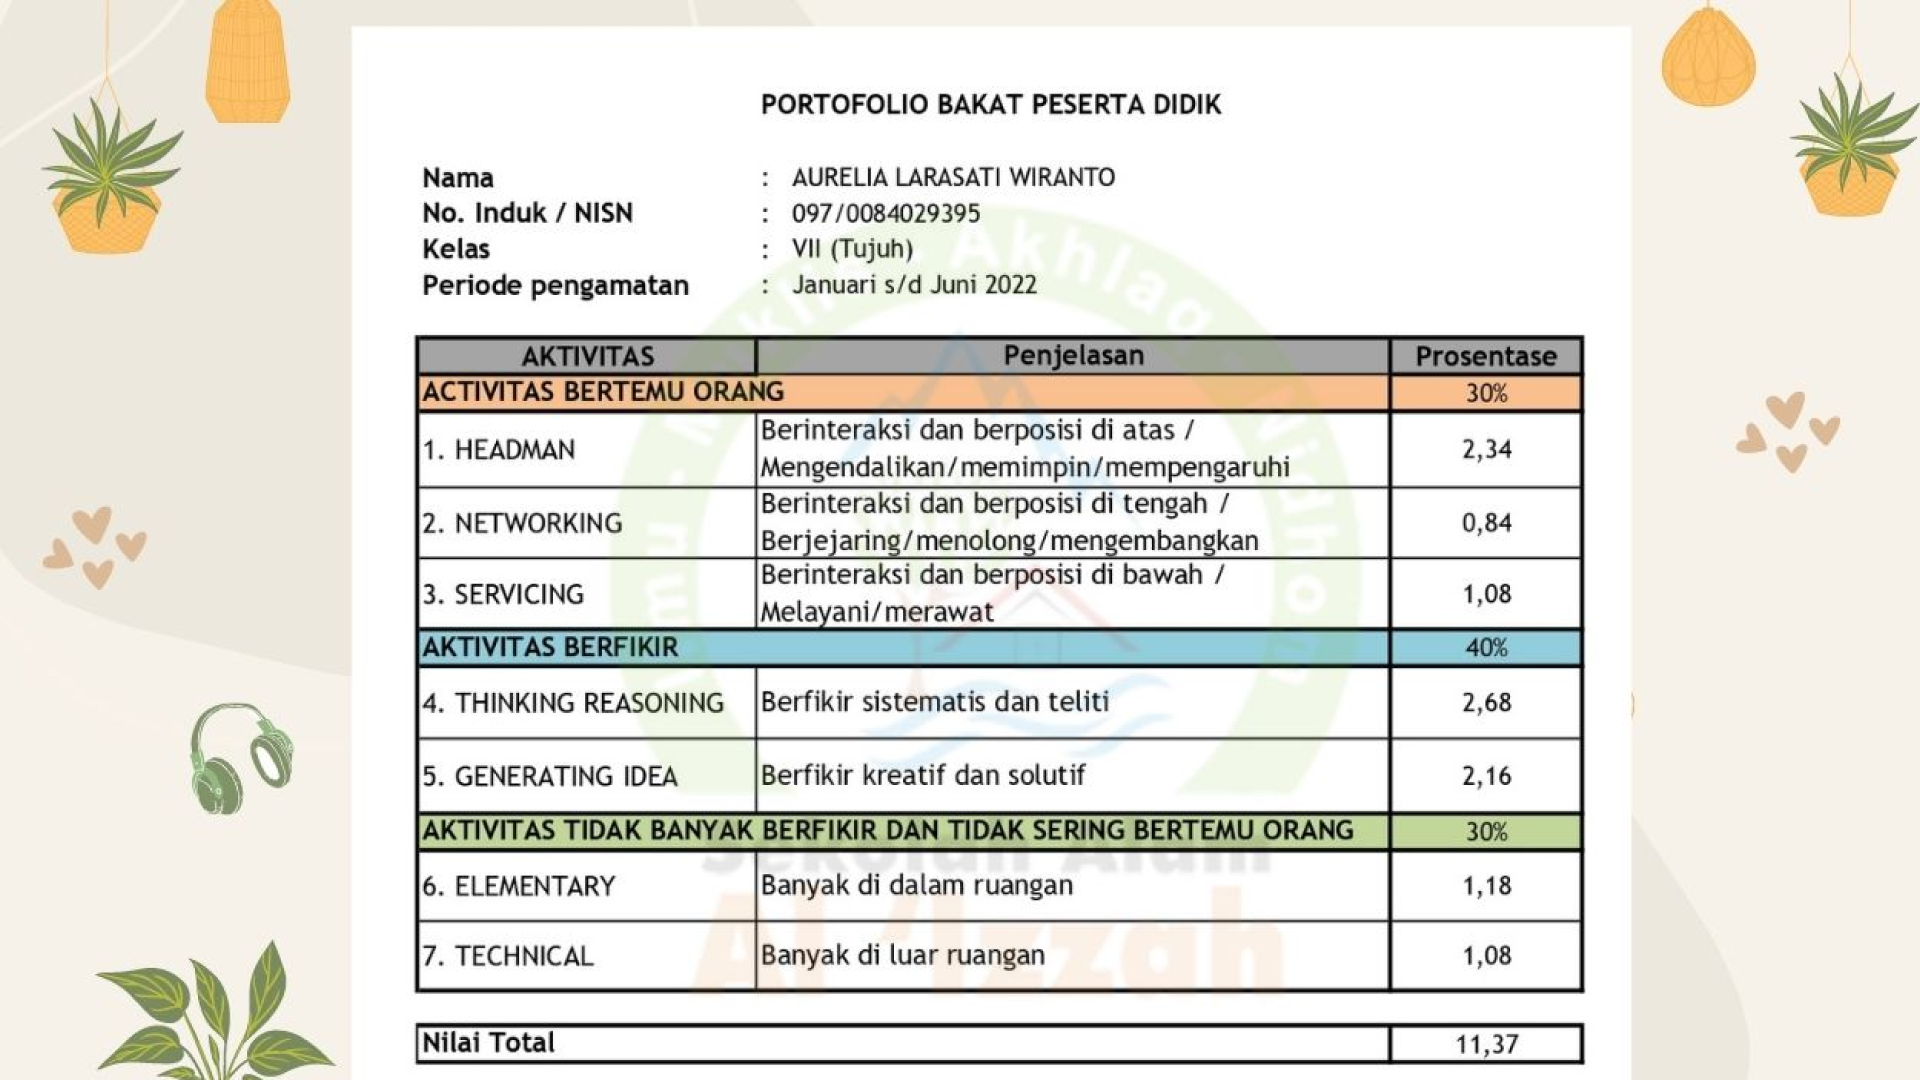 PORTOFOLIO BAKAT PESERTA DIDIK
Nama : AURELIA LARASATI WIRANTO
No. Induk / NISN : 097/0084029395
Kelas : VII (Tujuh)
Periode pengamatan : Januari s/d Juni 2022
AKTIVITAS Penjelasan Prosentase
ACTIVITAS BERTEMU ORANG 30%
1. HEADMAN Berinteraksi dan berposisi di atas /
Mengendalikan/memimpin/mempengaruhi 2,34
2. NETWORKING Berinteraksi dan berposisi di tengah /
Berjejaring/menolong/mengembangkan 0,84
3. SERVICING Berinteraksi dan berposisi di bawah /
Melayani/merawat 1,08
AKTIVITAS BERFIKIR 40%
4. THINKING REASONING Berfikir sistematis dan teliti 2,68
5. GENERATING IDEA Berfikir kreatif dan solutif 2,16
AKTIVITAS TIDAK BANYAK BERFIKIR DAN TIDAK SERING BERTEMU ORANG 30%
6. ELEMENTARY Banyak di dalam ruangan 1,18
7. TECHNICAL Banyak di luar ruangan 1,08
Nilai Total 11,37
Akhlaq
Sekolah Alam
Al 'Izzah